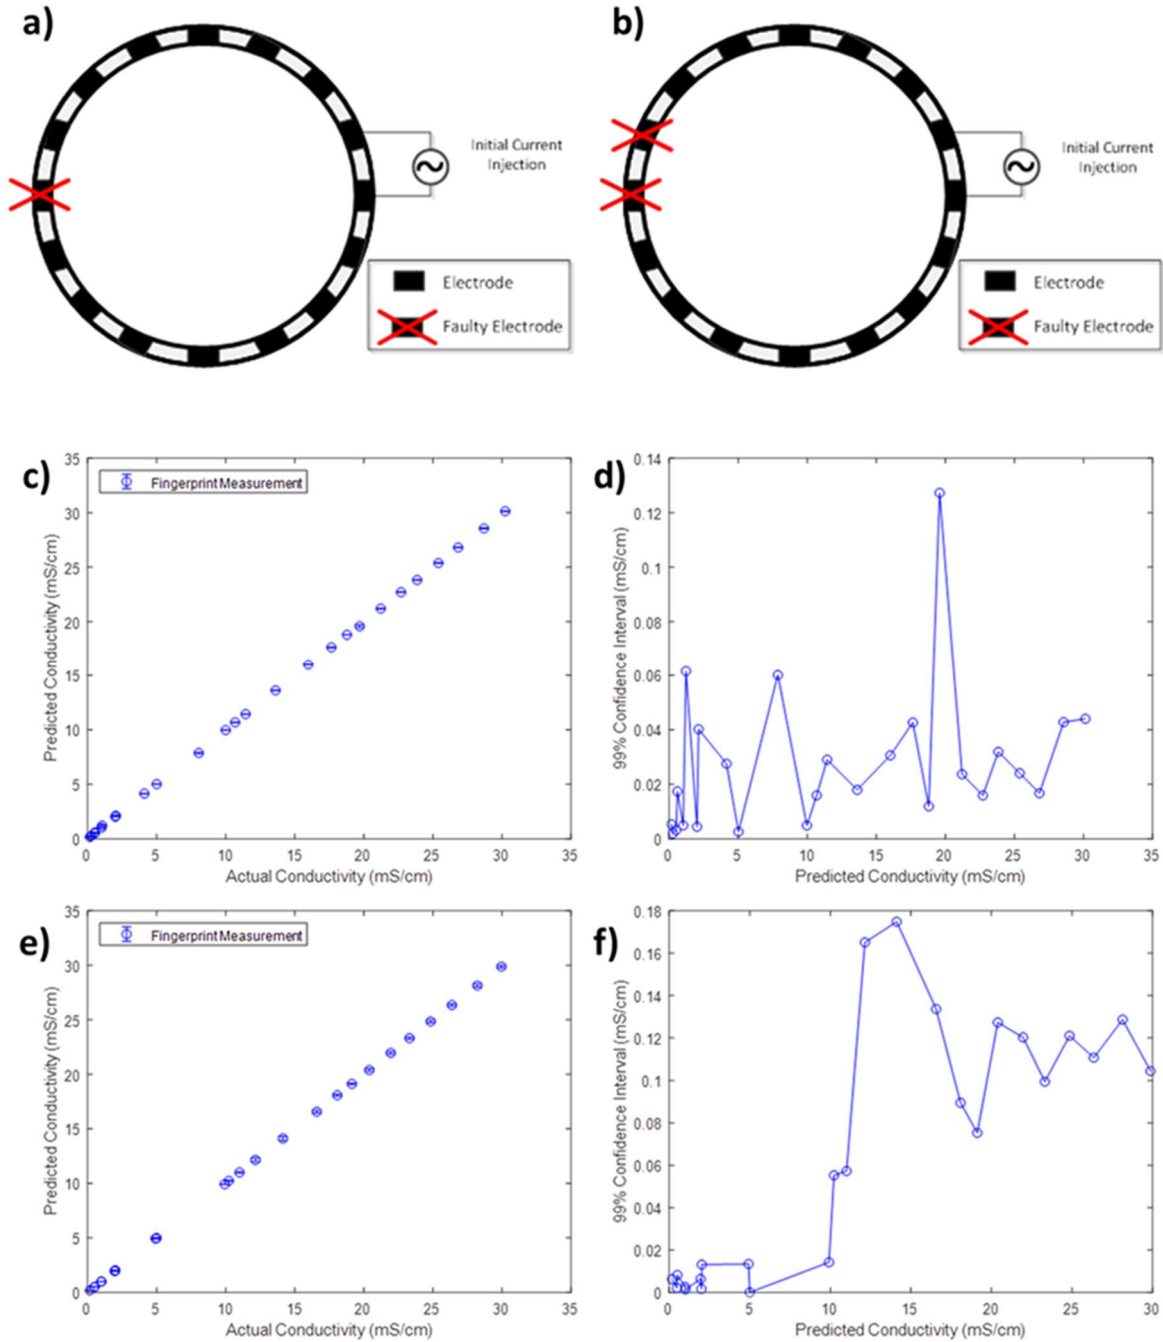 a)
Initial Current
Injection
Electrode
Faulty Electrode
b)
Initial Current
Injection
Electrode
Faulty Electrode
c)
Fingerprint Measurement
Predicted Conductivity (mS/cm)
35
30
25
20
15
10
5
0
0 5 10 15 20 25 30 35
Actual Conductivity (mS/cm)
d)
99% Confidence Interval (mS/cm)
0.14
0.12
0.1
0.08
0.06
0.04
0.02
0
0 5 10 15 20 25 30 35
Predicted Conductivity (mS/cm)
e)
Fingerprint Measurement
Predicted Conductivity (mS/cm)
35
30
25
20
15
10
5
0
0 5 10 15 20 25 30 35
Actual Conductivity (mS/cm)
f)
99% Confidence Interval (mS/cm)
0.18
0.16
0.14
0.12
0.1
0.08
0.06
0.04
0.02
0
0 5 10 15 20 25 30
Predicted Conductivity (mS/cm)